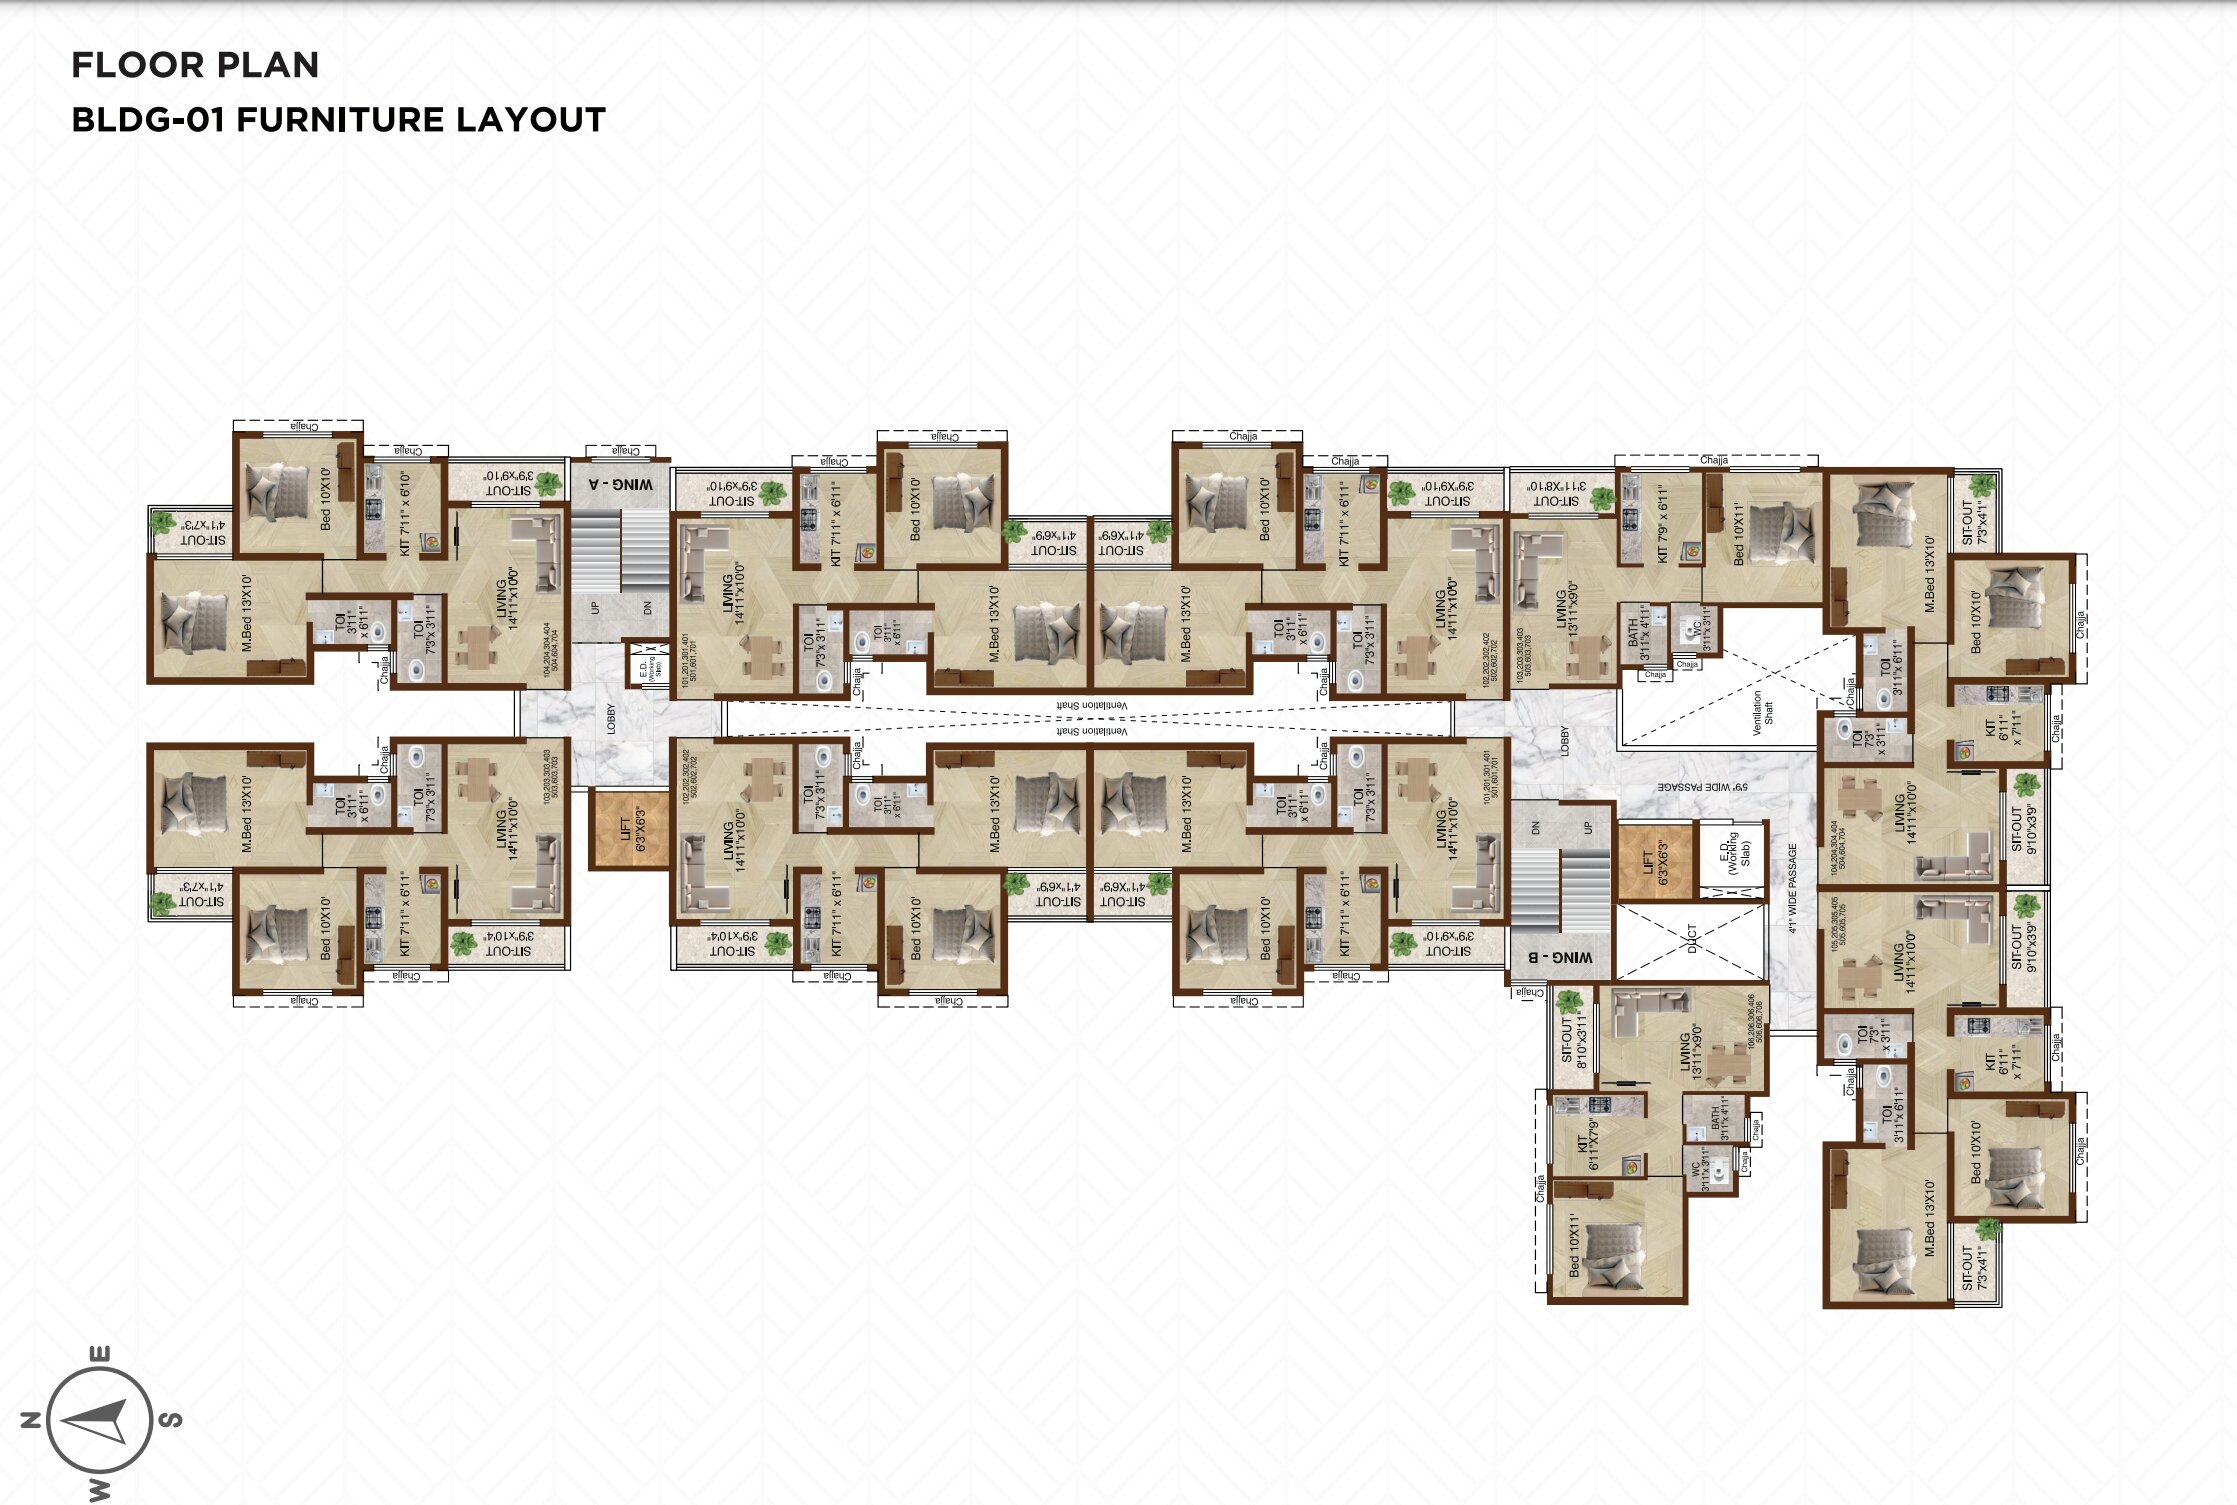 FLOOR PLAN
BLDG-01 FURNITURE LAYOUT
Chajja
Bed 10'X10'
Chajja
KIT 7'11" x 6'10"
SIT-OUT
3'9"x9'10"
SIT-OUT
4'1"x7'3"
M.Bed 13'X10'
TOI
3'11"
x 6'11"
TOI
7'3"x 3'11"
Chajja
LIVING
14'11"x10'0"
104,204,304,404
504,604,704
Chajja
WING - A
UP
DN
E.D.
(Working
Slab)
LOBBY
LIFT
6'3"X6'3"
M.Bed 13'X10'
TOI
3'11"
x 6'11"
TOI
7'3"x 3'11"
Chajja
LIVING
14'11"x10'0"
103,203,303,403
503,603,703
SIT-OUT
4'1"x7'3"
Bed 10'X10'
Chajja
KIT 7'11" x 6'11"
Chajja
SIT-OUT
3'9"x10'4"
SIT-OUT
3'9"x9'10"
Chajja
KIT 7'11" x 6'11"
Chajja
Bed 10'X10'
SIT-OUT
4'1"x6'9"
LIVING
14'11"x10'0"
101,201,301,401
501,601,701
TOI
7'3"x 3'11"
TOI
3'11"
x 6'11"
Chajja
M.Bed 13'X10'
Ventilation Shaft
Ventilation Shaft
LIVING
14'11"x10'0"
102,202,302,402
502,602,702
TOI
7'3"x 3'11"
TOI
3'11"
x 6'11"
Chajja
M.Bed 13'X10'
SIT-OUT
3'9"x10'4"
KIT 7'11" x 6'11"
Chajja
Bed 10'X10'
Chajja
SIT-OUT
4'1"x6'9"
SIT-OUT
4'1"X6'9"
Chajja
Bed 10'X10'
Chajja
KIT 7'11" x 6'11"
SIT-OUT
3'9"X9'10"
M.Bed 13'X10'
TOI
3'11"
x 6'11"
TOI
7'3"x 3'11"
Chajja
LIVING
14'11"x10'0"
102,202,302,402
502,602,702
M.Bed 13'X10'
TOI
3'11"
x 6'11"
TOI
7'3"x 3'11"
Chajja
LIVING
14'11"x10'0"
101,201,301,401
501,601,701
SIT-OUT
4'1"X6'9"
Bed 10'X10'
Chajja
KIT 7'11" x 6'11"
Chajja
SIT-OUT
3'9"x9'10"
SIT-OUT
3'11"X8'10"
LIVING
13'11"x9'0"
103,203,303,403
503,603,703
Chajja
KIT 7'9" x 6'11"
Bed 10'X11'
BATH
3'11"x 4'11"
WC
3'11"x 3'11"
Chajja
Chajja
Ventilation
Shaft
LOBBY
5'9" WIDE PASSAGE
4'1" WIDE PASSAGE
DN
UP
WING - B
Chajja
LIFT
6'3"X6'3"
E.D.
(Working
Slab)
DUCT
M.Bed 13'X10'
SIT-OUT
7'3"x4'1"
Bed 10'X10'
Chajja
TOI
3'11"x 6'11"
Chajja
TOI
7'3"
x 3'11"
KIT
6'11"
x 7'11"
Chajja
LIVING
14'11"x10'0"
104,204,304,404
504,604,704
SIT-OUT
9'10"x3'9"
LIVING
14'11"x10'0"
105,205,305,405
505,605,705
SIT-OUT
9'10"x3'9"
TOI
7'3"
x 3'11"
Chajja
TOI
3'11"x 6'11"
KIT
6'11"
x 7'11"
Chajja
Bed 10'X10'
Chajja
M.Bed 13'X10'
SIT-OUT
7'3"x4'1"
SIT-OUT
8'10"x3'11"
LIVING
13'11"x9'0"
106,206,306,406
506,606,706
KIT
6'11"X7'9"
BATH
3'11"x 4'11"
Chajja
WC
3'11"x 3'11"
Chajja
Chajja
Bed 10'X11'
E
N
S
W